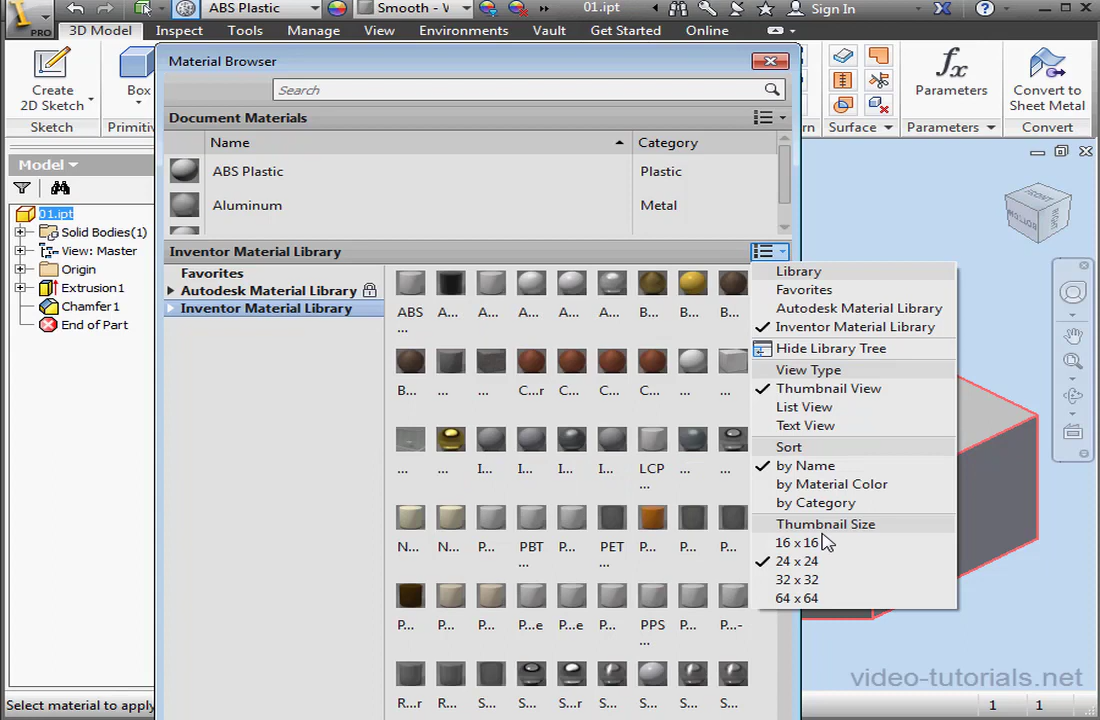 ABS Plastic
Smooth - V
01.ipt
Sign In
PRO
3D Model
Inspect
Tools
Manage
View
Environments
Vault
Get Started
Online
Create
2D Sketch
Box
Parameters
Convert to
Sheet Metal
Sketch
Primitiv
rn
Surface
Parameters
Convert
Material Browser
Search
Document Materials
Name
Category
ABS Plastic
Plastic
Aluminum
Metal
Inventor Material Library
Favorites
Autodesk Material Library
Inventor Material Library
ABS
...
A...
A...
A...
A...
A...
B...
B...
B...
B...
...
...
C...r
C...
C...
C...
...
...
...
...
I...
I...
I...
I...
LCP
...
...
...
N...
N...
P...
PBT
...
P...
PET
...
P...
P...
P...
P...
P...
P...
P...e
P...e
P...
PPS
...
P...
P...-
R...r
S...
S...
S...
S...r
S...
S...
S...
S...
Library
Favorites
Autodesk Material Library
Inventor Material Library
Hide Library Tree
View Type
Thumbnail View
List View
Text View
Sort
by Name
by Material Color
by Category
Thumbnail Size
16 x 16
24 x 24
32 x 32
64 x 64
Model
01.ipt
Solid Bodies(1)
View: Master
Origin
Extrusion1
Chamfer1
End of Part
FRONT
RIGHT
BOTTOM
video-tutorials.net
Select material to apply
1
1